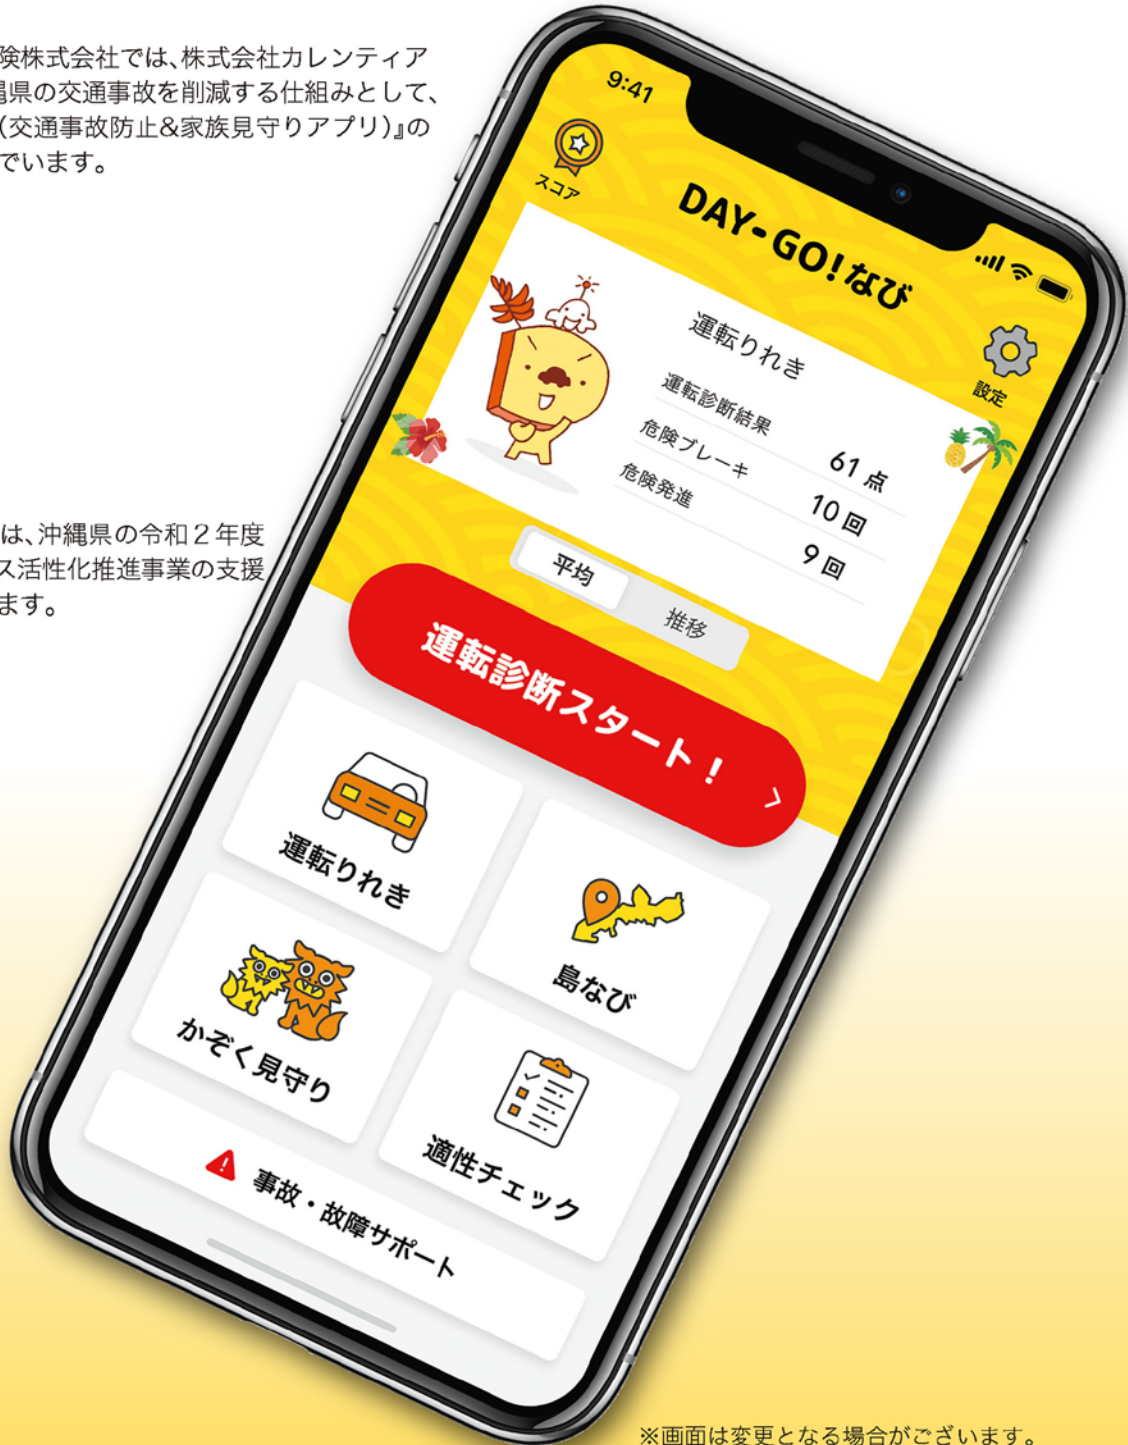 険株式会社では、株式会社カレンティア
縄県の交通事故を削減する仕組みとして、
(交通事故防止&家族見守りアプリ)』の
でいます。
9:41
スコア
DAY-GO!なび
設定
運転りれき
運転診断結果 61点
危険ブレーキ 10回
危険発進 9回
平均 推移
は、沖縄県の令和2年度
ス活性化推進事業の支援
ます。
運転診断スタート!
運転りれき
島なび
かぞく見守り
適性チェック
事故・故障サポート
※画面は変更となる場合がございます。